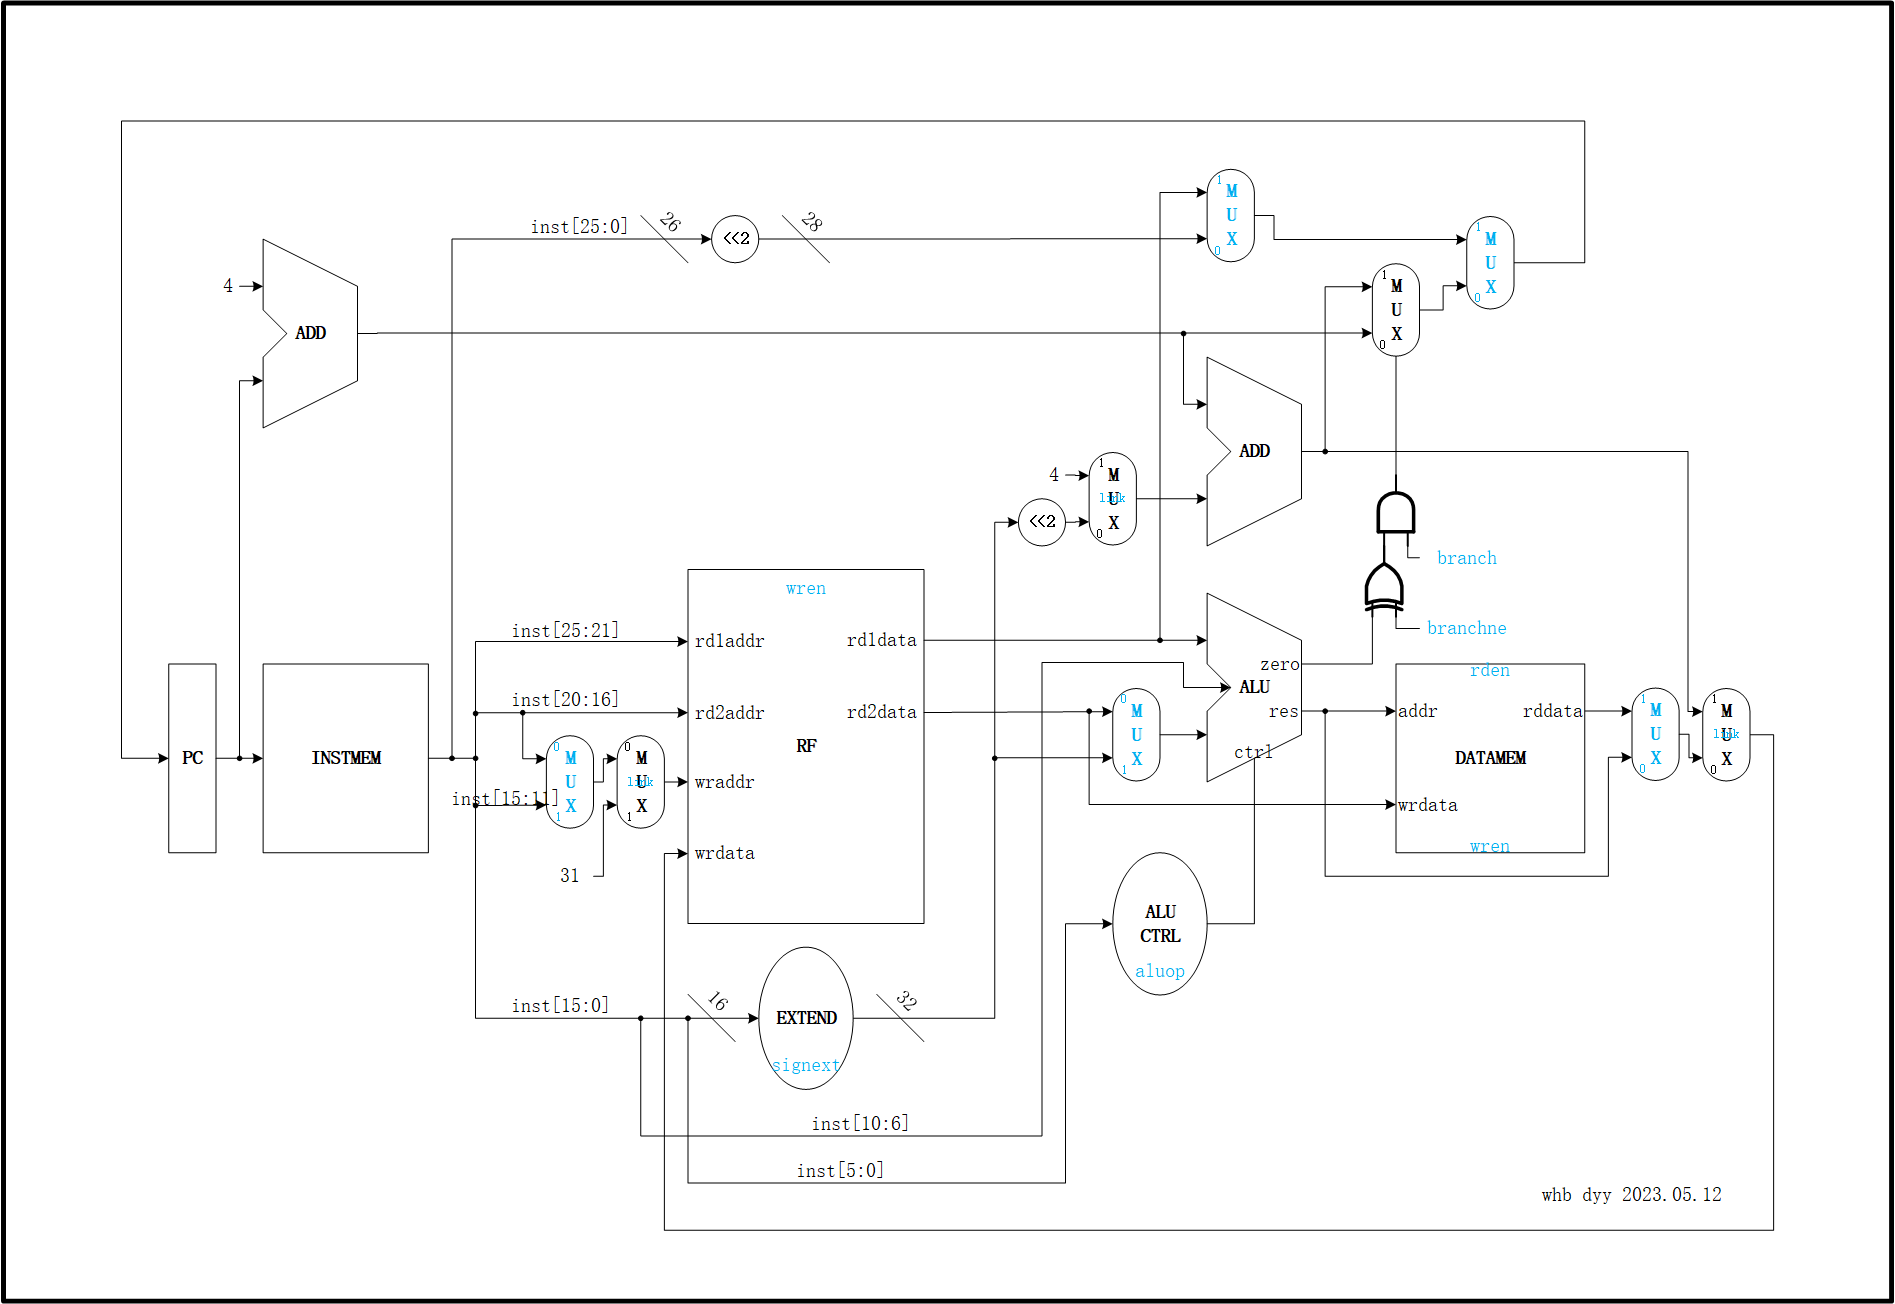 1
M
U
X
0
inst[25:0]
26
<<2
28
1
M
U
X
0
4
ADD
1
M
U
X
0
ADD
4
1
M
link
U
X
0
<<2
branch
branchne
wren
inst[25:21]
rd1addr
rd1data
zero
ALU
rden
inst[20:16]
rd2addr
rd2data
0
M
U
X
1
res
ctrl
addr
rddata
DATAMEM
wrdata
wren
1
M
U
X
0
1
M
link
U
X
0
PC
INSTMEM
RF
0
M
U
X
1
0
M
link
U
X
1
wraddr
inst[15:11]
31
wrdata
ALU
CTRL
aluop
inst[15:0]
16
EXTEND
signext
32
inst[10:6]
inst[5:0]
whb dyy 2023.05.12